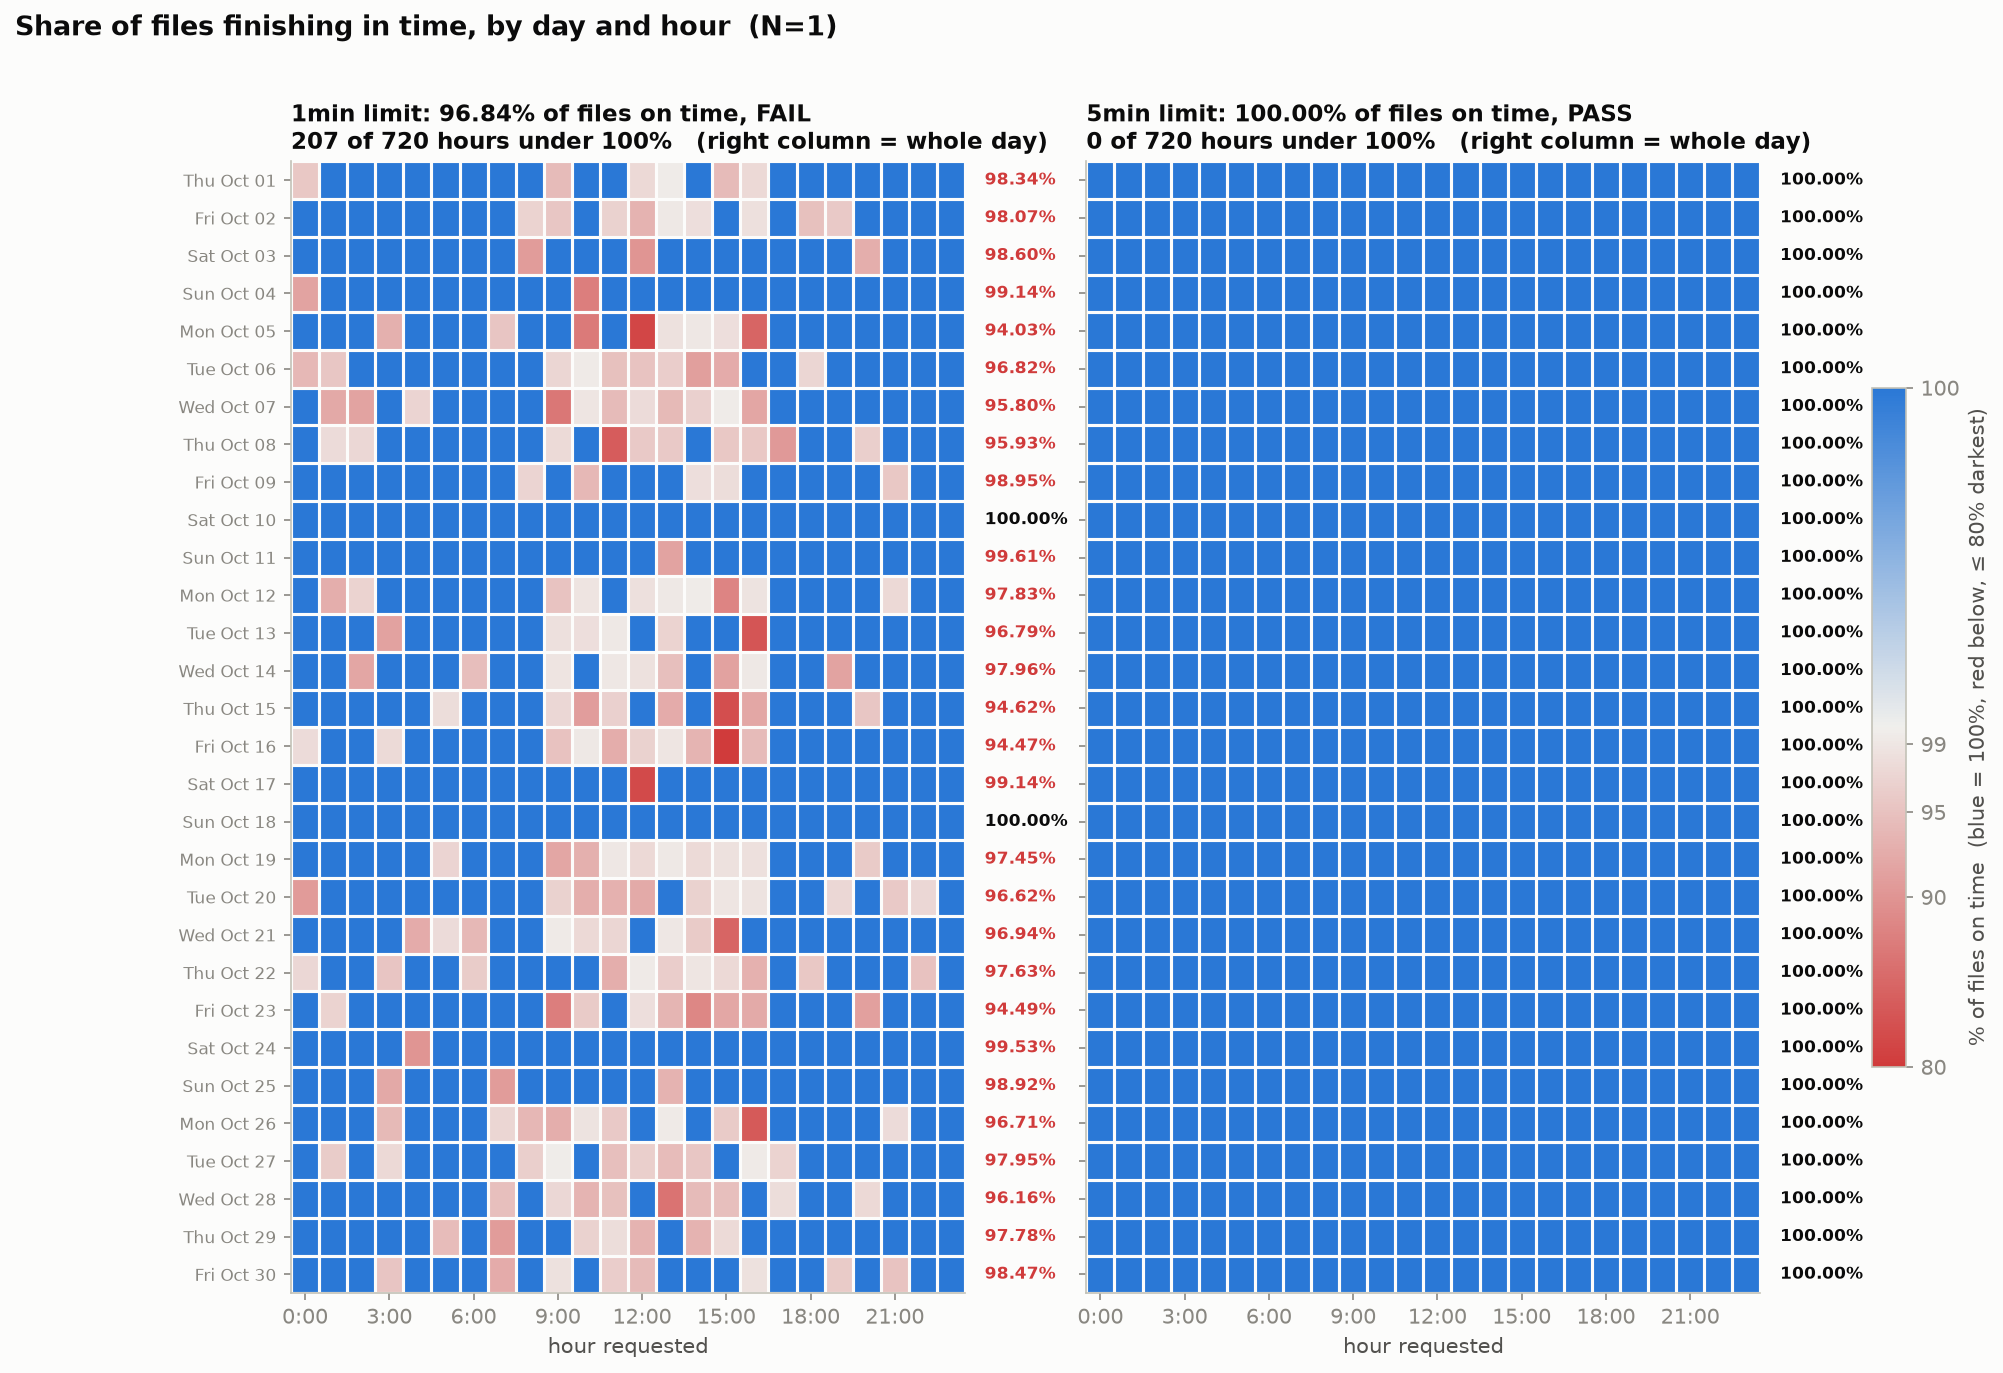 Share of files finishing in time, by day and hour  (N=1)
1min limit: 96.84% of files on time, FAIL
207 of 720 hours under 100%   (right column = whole day)
5min limit: 100.00% of files on time, PASS
0 of 720 hours under 100%   (right column = whole day)
Thu Oct 01 98.34% 100.00%
Fri Oct 02 98.07% 100.00%
Sat Oct 03 98.60% 100.00%
Sun Oct 04 99.14% 100.00%
Mon Oct 05 94.03% 100.00%
Tue Oct 06 96.82% 100.00%
Wed Oct 07 95.80% 100.00%
Thu Oct 08 95.93% 100.00%
Fri Oct 09 98.95% 100.00%
Sat Oct 10 100.00% 100.00%
Sun Oct 11 99.61% 100.00%
Mon Oct 12 97.83% 100.00%
Tue Oct 13 96.79% 100.00%
Wed Oct 14 97.96% 100.00%
Thu Oct 15 94.62% 100.00%
Fri Oct 16 94.47% 100.00%
Sat Oct 17 99.14% 100.00%
Sun Oct 18 100.00% 100.00%
Mon Oct 19 97.45% 100.00%
Tue Oct 20 96.62% 100.00%
Wed Oct 21 96.94% 100.00%
Thu Oct 22 97.63% 100.00%
Fri Oct 23 94.49% 100.00%
Sat Oct 24 99.53% 100.00%
Sun Oct 25 98.92% 100.00%
Mon Oct 26 96.71% 100.00%
Tue Oct 27 97.95% 100.00%
Wed Oct 28 96.16% 100.00%
Thu Oct 29 97.78% 100.00%
Fri Oct 30 98.47% 100.00%
0:00 3:00 6:00 9:00 12:00 15:00 18:00 21:00
hour requested
0:00 3:00 6:00 9:00 12:00 15:00 18:00 21:00
hour requested
100
99
95
90
80
% of files on time  (blue = 100%, red below, ≤ 80% darkest)